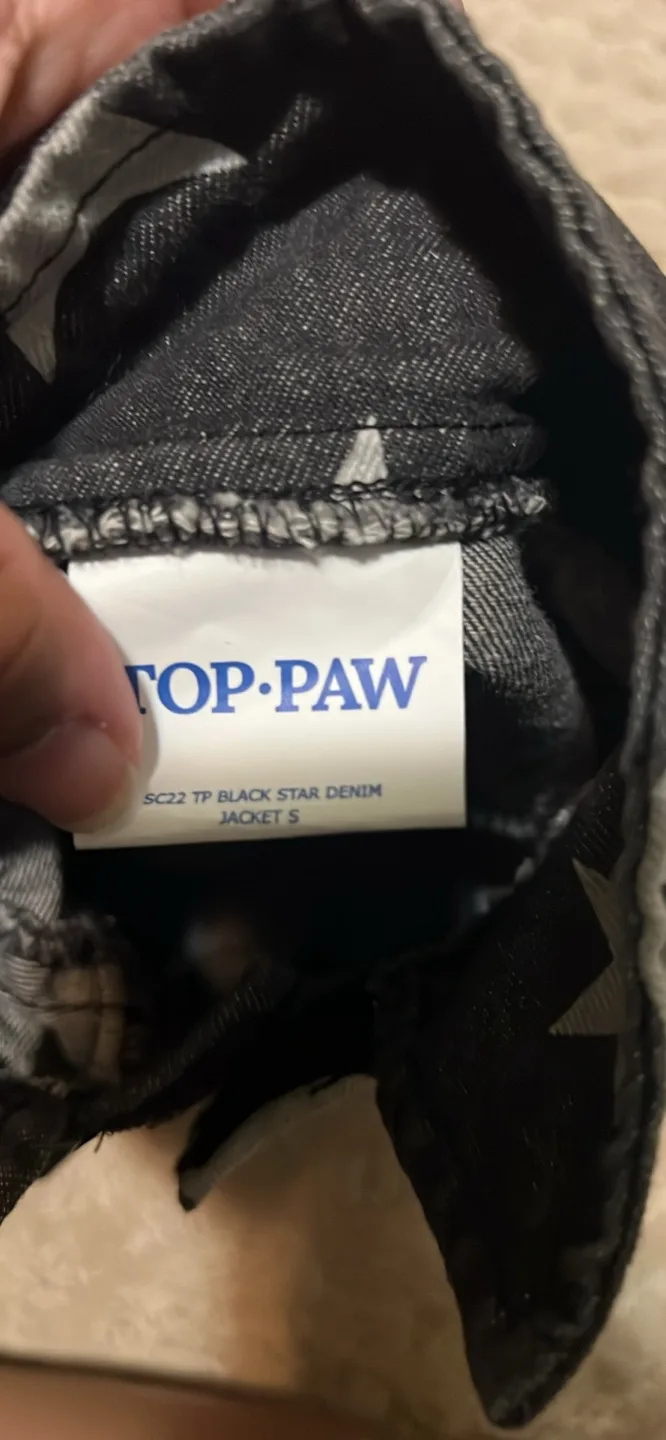 TOP·PAW
SC22 TP BLACK STAR DENIM
JACKET S